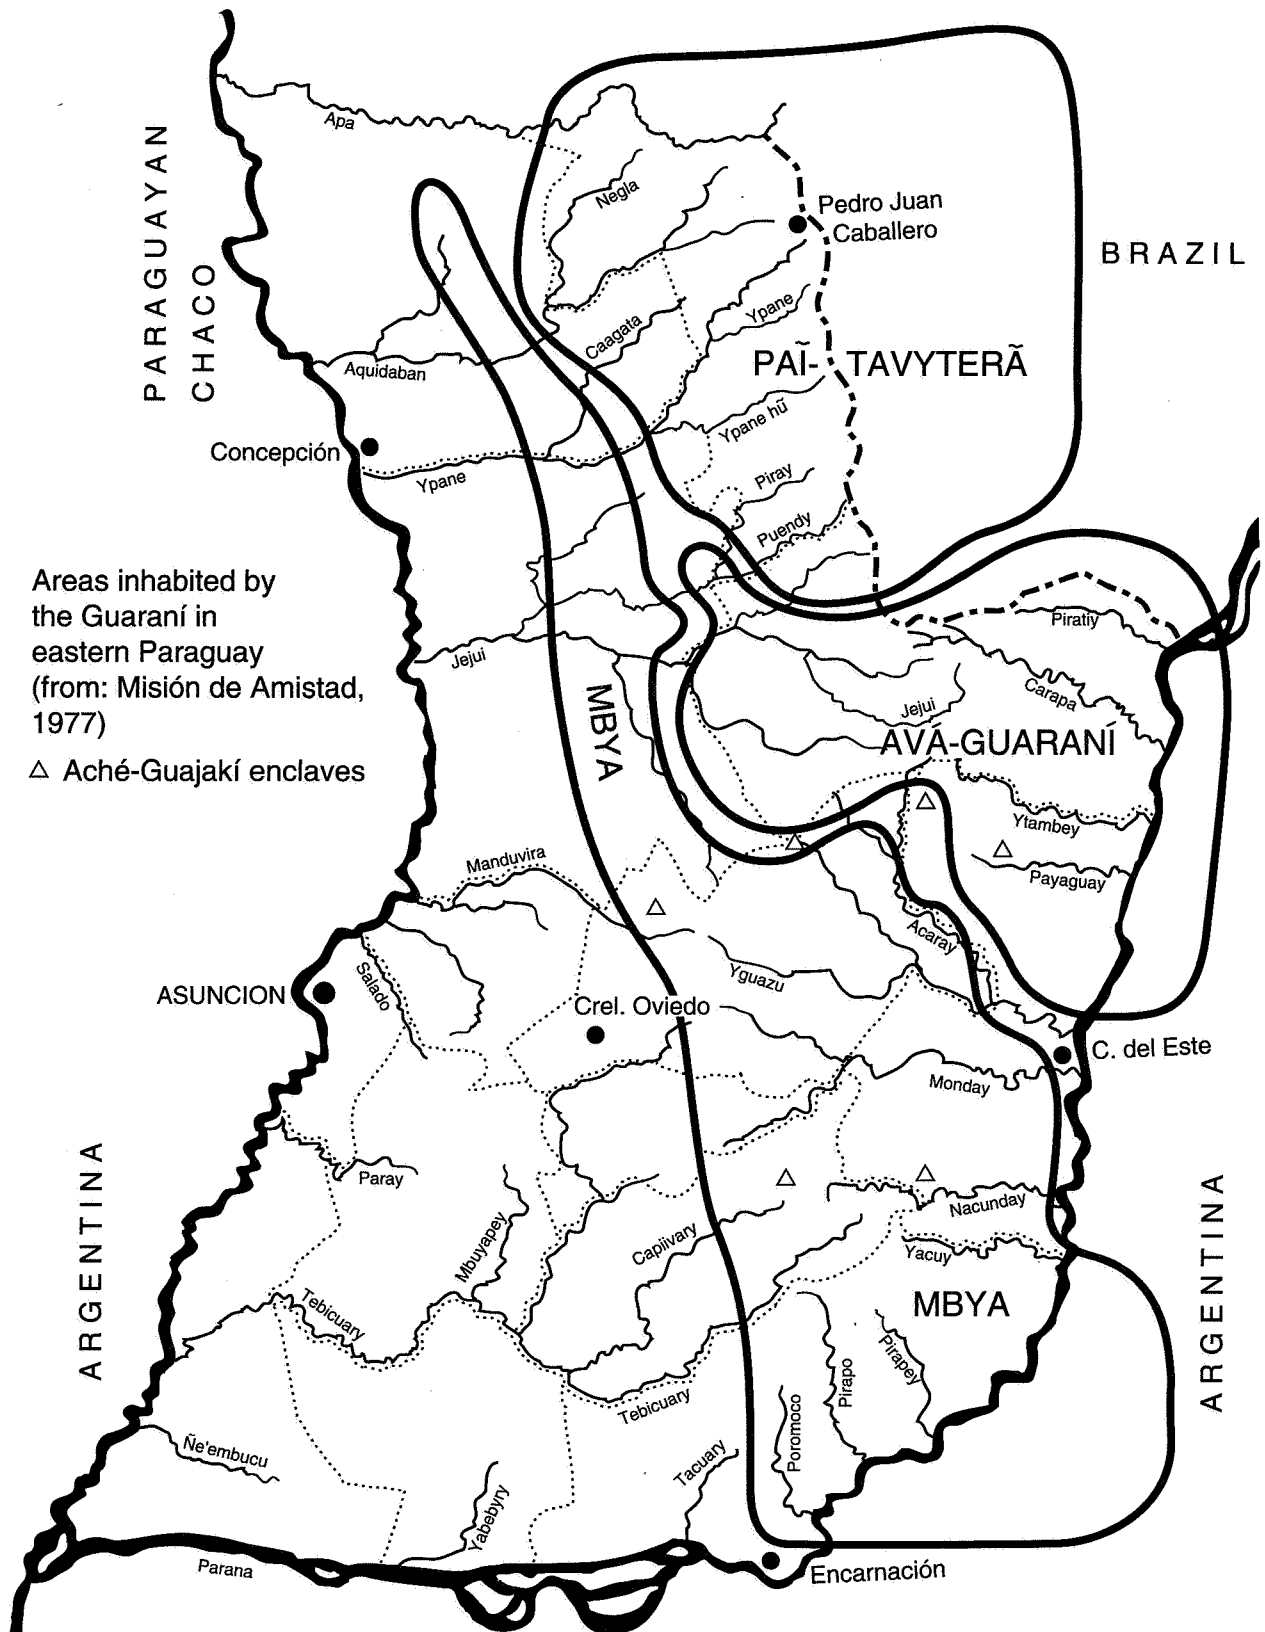 Apa
PARAGUAYAN
CHACO
Negla
Pedro Juan
Caballero
BRAZIL
Ypane
Caagata
PAĨ- TAVYTERÃ
Aquidaban
Ypane hũ
Concepción
Ypane
Piray
Puendy
Areas inhabited by
the Guaraní in
eastern Paraguay
(from: Misión de Amistad,
1977)
△ Aché-Guajakí enclaves
Piratiy
Jejui
Carapa
MBYA
Jejui
AVÁ-GUARANÍ
Ytambey
Manduvira
Payaguay
Acaray
Salado
Yguazu
ASUNCION
Crel. Oviedo
C. del Este
Monday
Paray
ARGENTINA
Nacunday
ARGENTINA
Mbuyapey
Capiivary
Yacuy
MBYA
Tebicuary
Pirapo
Pirapey
Tebicuary
Poromoco
Ñe'embucu
Tacuary
Yabebyry
Parana
Encarnación